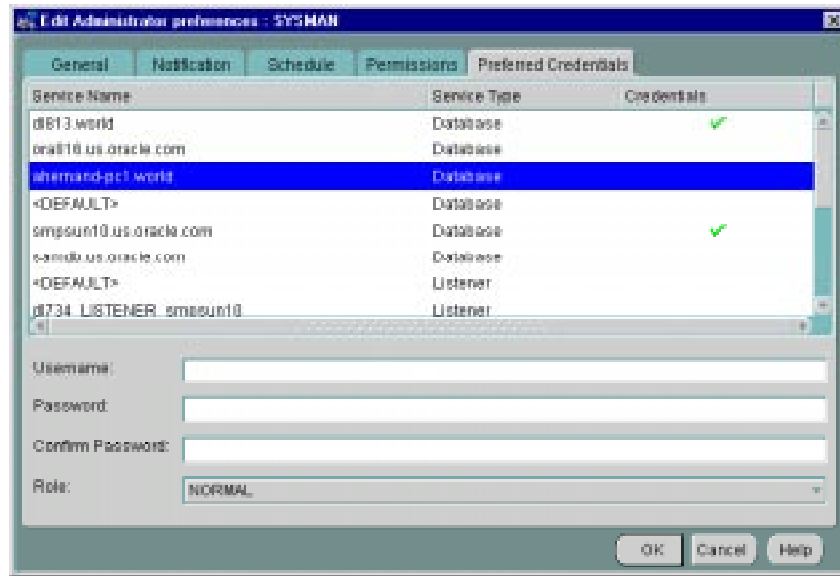 Edit Administrator preferences : SYSMAN
General Notification Schedule Permissions Preferred Credentials
Service Name Service Type Credentials
dl813.world Database
ora816.us.oracle.com Database
ahernand-pc1.world Database
<DEFAULT> Database
smpsun10.us.oracle.com Database
Database
<DEFAULT> Listener
dl734_LISTENER_smpsun10 Listener
Username:
Password:
Confirm Password:
Role: NORMAL
OK Cancel Help